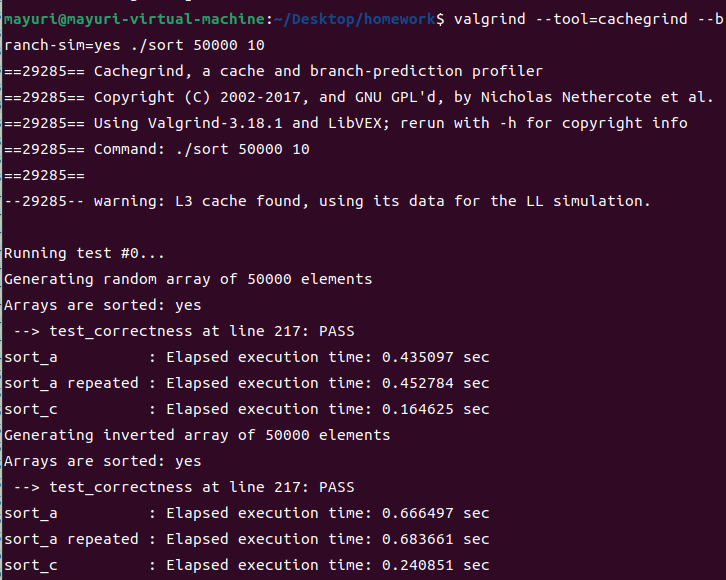 mayuri@mayuri-virtual-machine:~/Desktop/homework$ valgrind --tool=cachegrind --b
ranch-sim=yes ./sort 50000 10
==29285== Cachegrind, a cache and branch-prediction profiler
==29285== Copyright (C) 2002-2017, and GNU GPL'd, by Nicholas Nethercote et al.
==29285== Using Valgrind-3.18.1 and LibVEX; rerun with -h for copyright info
==29285== Command: ./sort 50000 10
==29285==
--29285-- warning: L3 cache found, using its data for the LL simulation.

Running test #0...
Generating random array of 50000 elements
Arrays are sorted: yes
 --> test_correctness at line 217: PASS
sort_a          : Elapsed execution time: 0.435097 sec
sort_a repeated : Elapsed execution time: 0.452784 sec
sort_c          : Elapsed execution time: 0.164625 sec
Generating inverted array of 50000 elements
Arrays are sorted: yes
 --> test_correctness at line 217: PASS
sort_a          : Elapsed execution time: 0.666497 sec
sort_a repeated : Elapsed execution time: 0.683661 sec
sort_c          : Elapsed execution time: 0.240851 sec